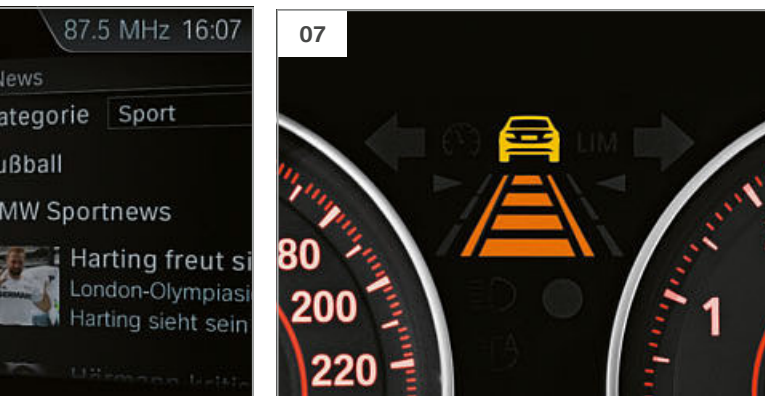 87.5 MHz 16:07
News
ategorie Sport
ußball
MW Sportnews
Harting freut si
London-Olympiasi
Harting sieht sein
07
LIM
80
200
220
1